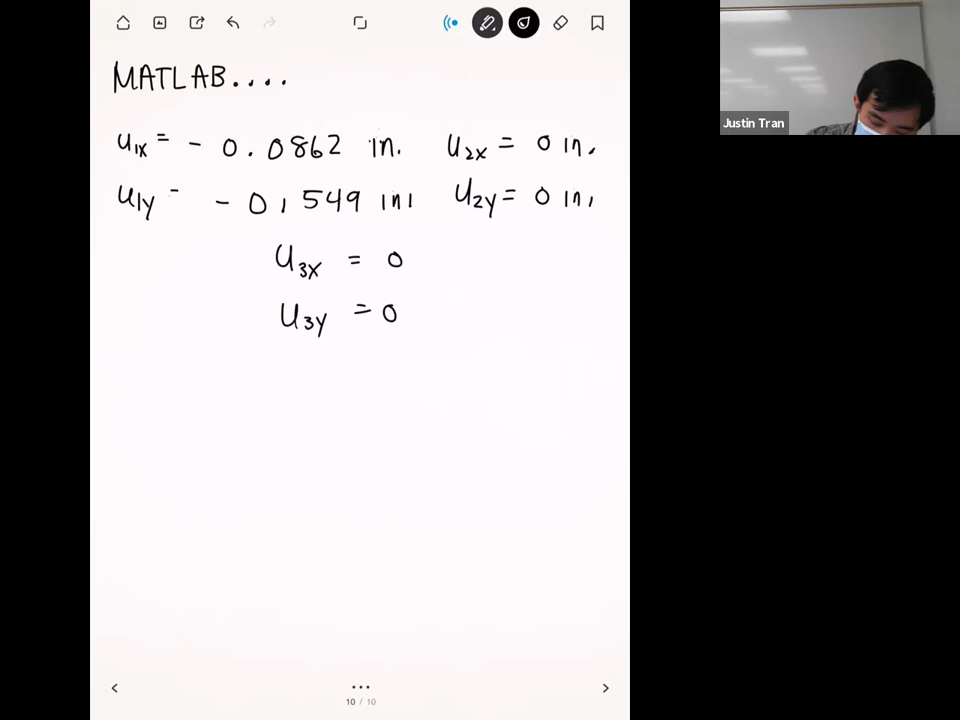 Justin Tran
MATLAB....
u1x = - 0.0862 in. u2x = 0 in.
u1y = - 0.1549 in. u2y = 0 in.
u3x = 0
u3y = 0
10 / 10